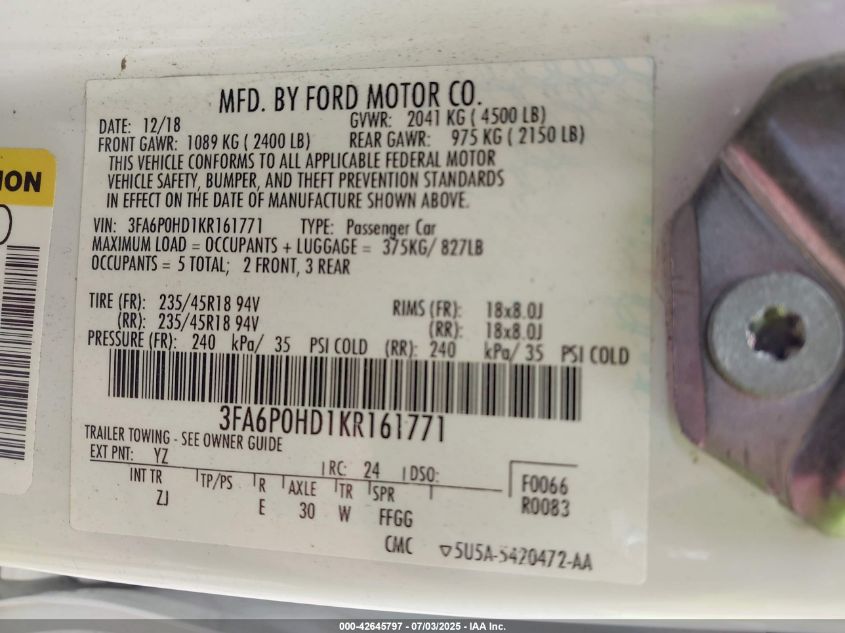 MFD. BY FORD MOTOR CO.
DATE: 12/18 GVWR: 2041 KG ( 4500 LB)
FRONT GAWR: 1089 KG ( 2400 LB) REAR GAWR: 975 KG ( 2150 LB)
THIS VEHICLE CONFORMS TO ALL APPLICABLE FEDERAL MOTOR
VEHICLE SAFETY, BUMPER, AND THEFT PREVENTION STANDARDS
IN EFFECT ON THE DATE OF MANUFACTURE SHOWN ABOVE.
VIN: 3FA6P0HD1KR161771 TYPE: Passenger Car
MAXIMUM LOAD = OCCUPANTS + LUGGAGE = 375KG/ 827LB
OCCUPANTS = 5 TOTAL; 2 FRONT, 3 REAR
TIRE (FR): 235/45R18 94V RIMS (FR): 18x8.0J
(RR): 235/45R18 94V (RR): 18x8.0J
PRESSURE (FR): 240 kPa/ 35 PSI COLD (RR): 240 kPa/ 35 PSI COLD
3FA6P0HD1KR161771
TRAILER TOWING - SEE OWNER GUIDE
EXT PNT: YZ RC: 24 DSO:
INT TR TP/PS R AXLE TR SPR F0066
ZJ E 30 W FFGG R0083
CMC 5U5A-5420472-AA
ION
000-42645797 - 07/03/2025 - IAA Inc.